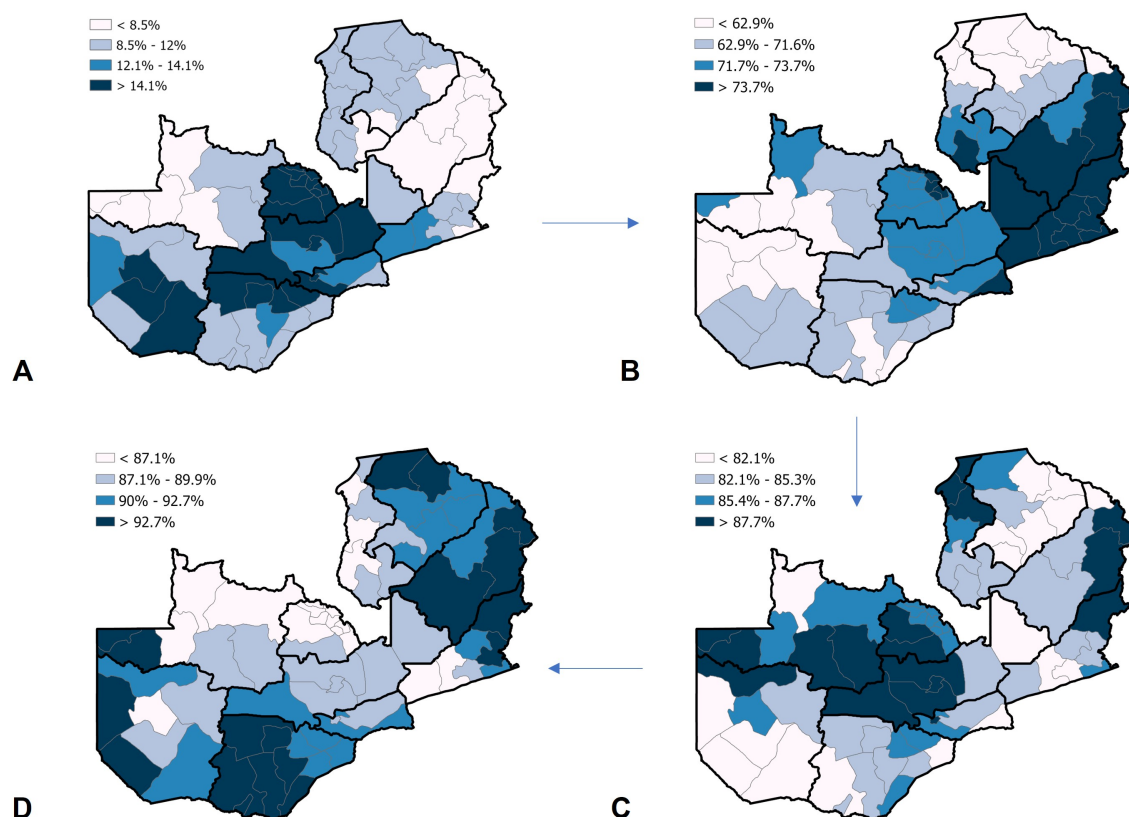 < 8.5%
8.5% - 12%
12.1% - 14.1%
> 14.1%
A
< 62.9%
62.9% - 71.6%
71.7% - 73.7%
> 73.7%
B
< 87.1%
87.1% - 89.9%
90% - 92.7%
> 92.7%
D
< 82.1%
82.1% - 85.3%
85.4% - 87.7%
> 87.7%
C